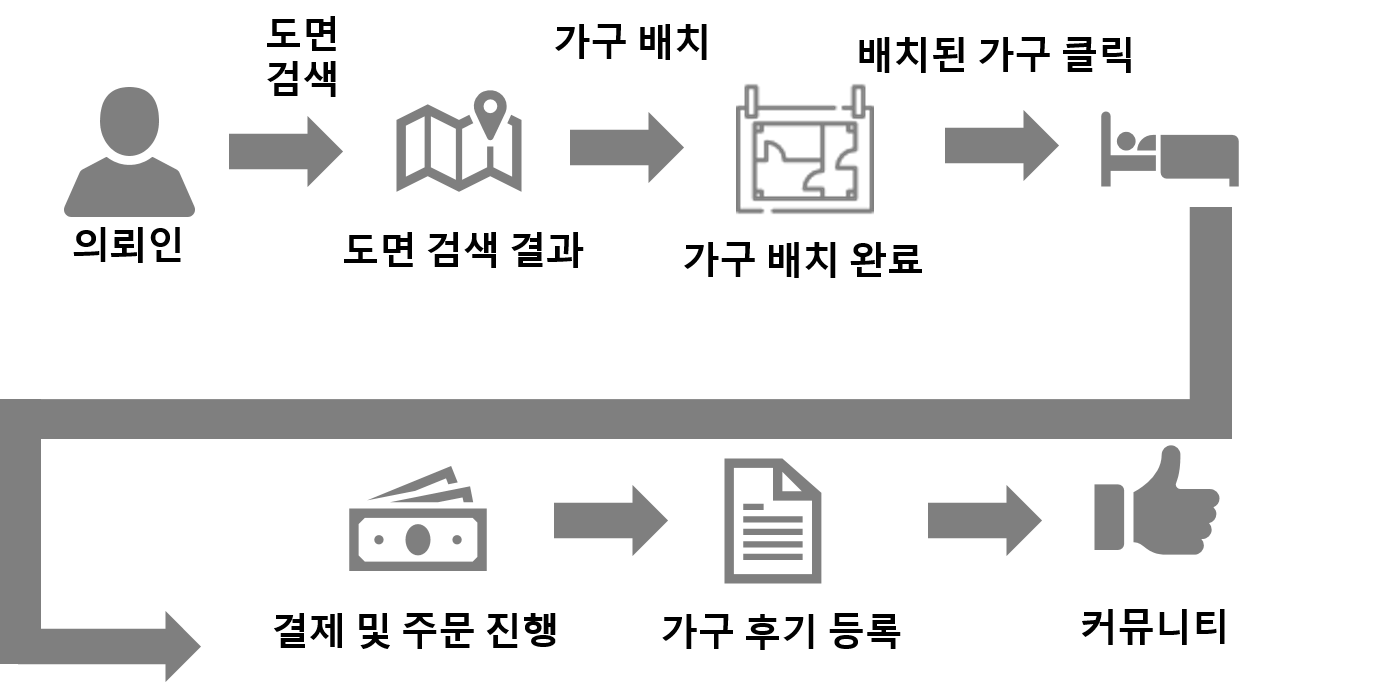 도면
검색
가구 배치
배치된 가구 클릭
의뢰인
도면 검색 결과
가구 배치 완료
결제 및 주문 진행
가구 후기 등록
커뮤니티